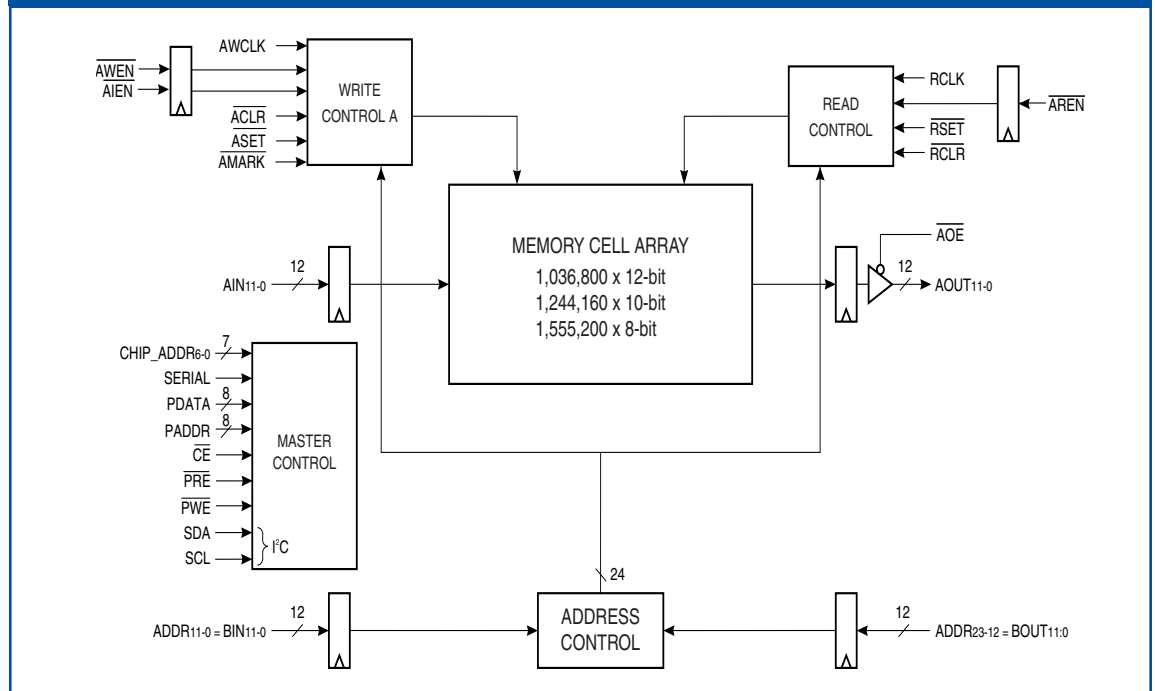 AWCLK
AWEN
AIEN
ACLR
ASET
AMARK
WRITE
CONTROL A
READ
CONTROL
RCLK
AREN
RSET
RCLR
MEMORY CELL ARRAY
1,036,800 x 12-bit
1,244,160 x 10-bit
1,555,200 x 8-bit
AIN11-0
12
AOE
12
AOUT11-0
CHIP_ADDR6-0
7
SERIAL
PDATA
8
PADDR
8
CE
PRE
PWE
SDA
SCL
I²C
MASTER
CONTROL
24
ADDR11-0 = BIN11-0
12
ADDRESS
CONTROL
12
ADDR23-12 = BOUT11:0